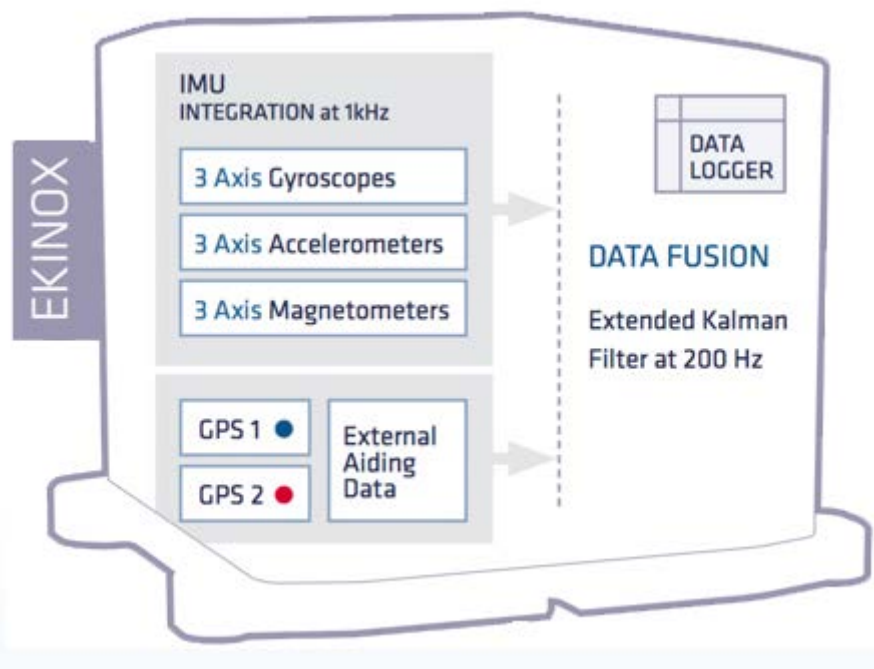 EKINOX
IMU
INTEGRATION at 1kHz
3 Axis Gyroscopes
3 Axis Accelerometers
3 Axis Magnetometers
GPS 1
GPS 2
External
Aiding
Data
DATA
LOGGER
DATA FUSION
Extended Kalman
Filter at 200 Hz